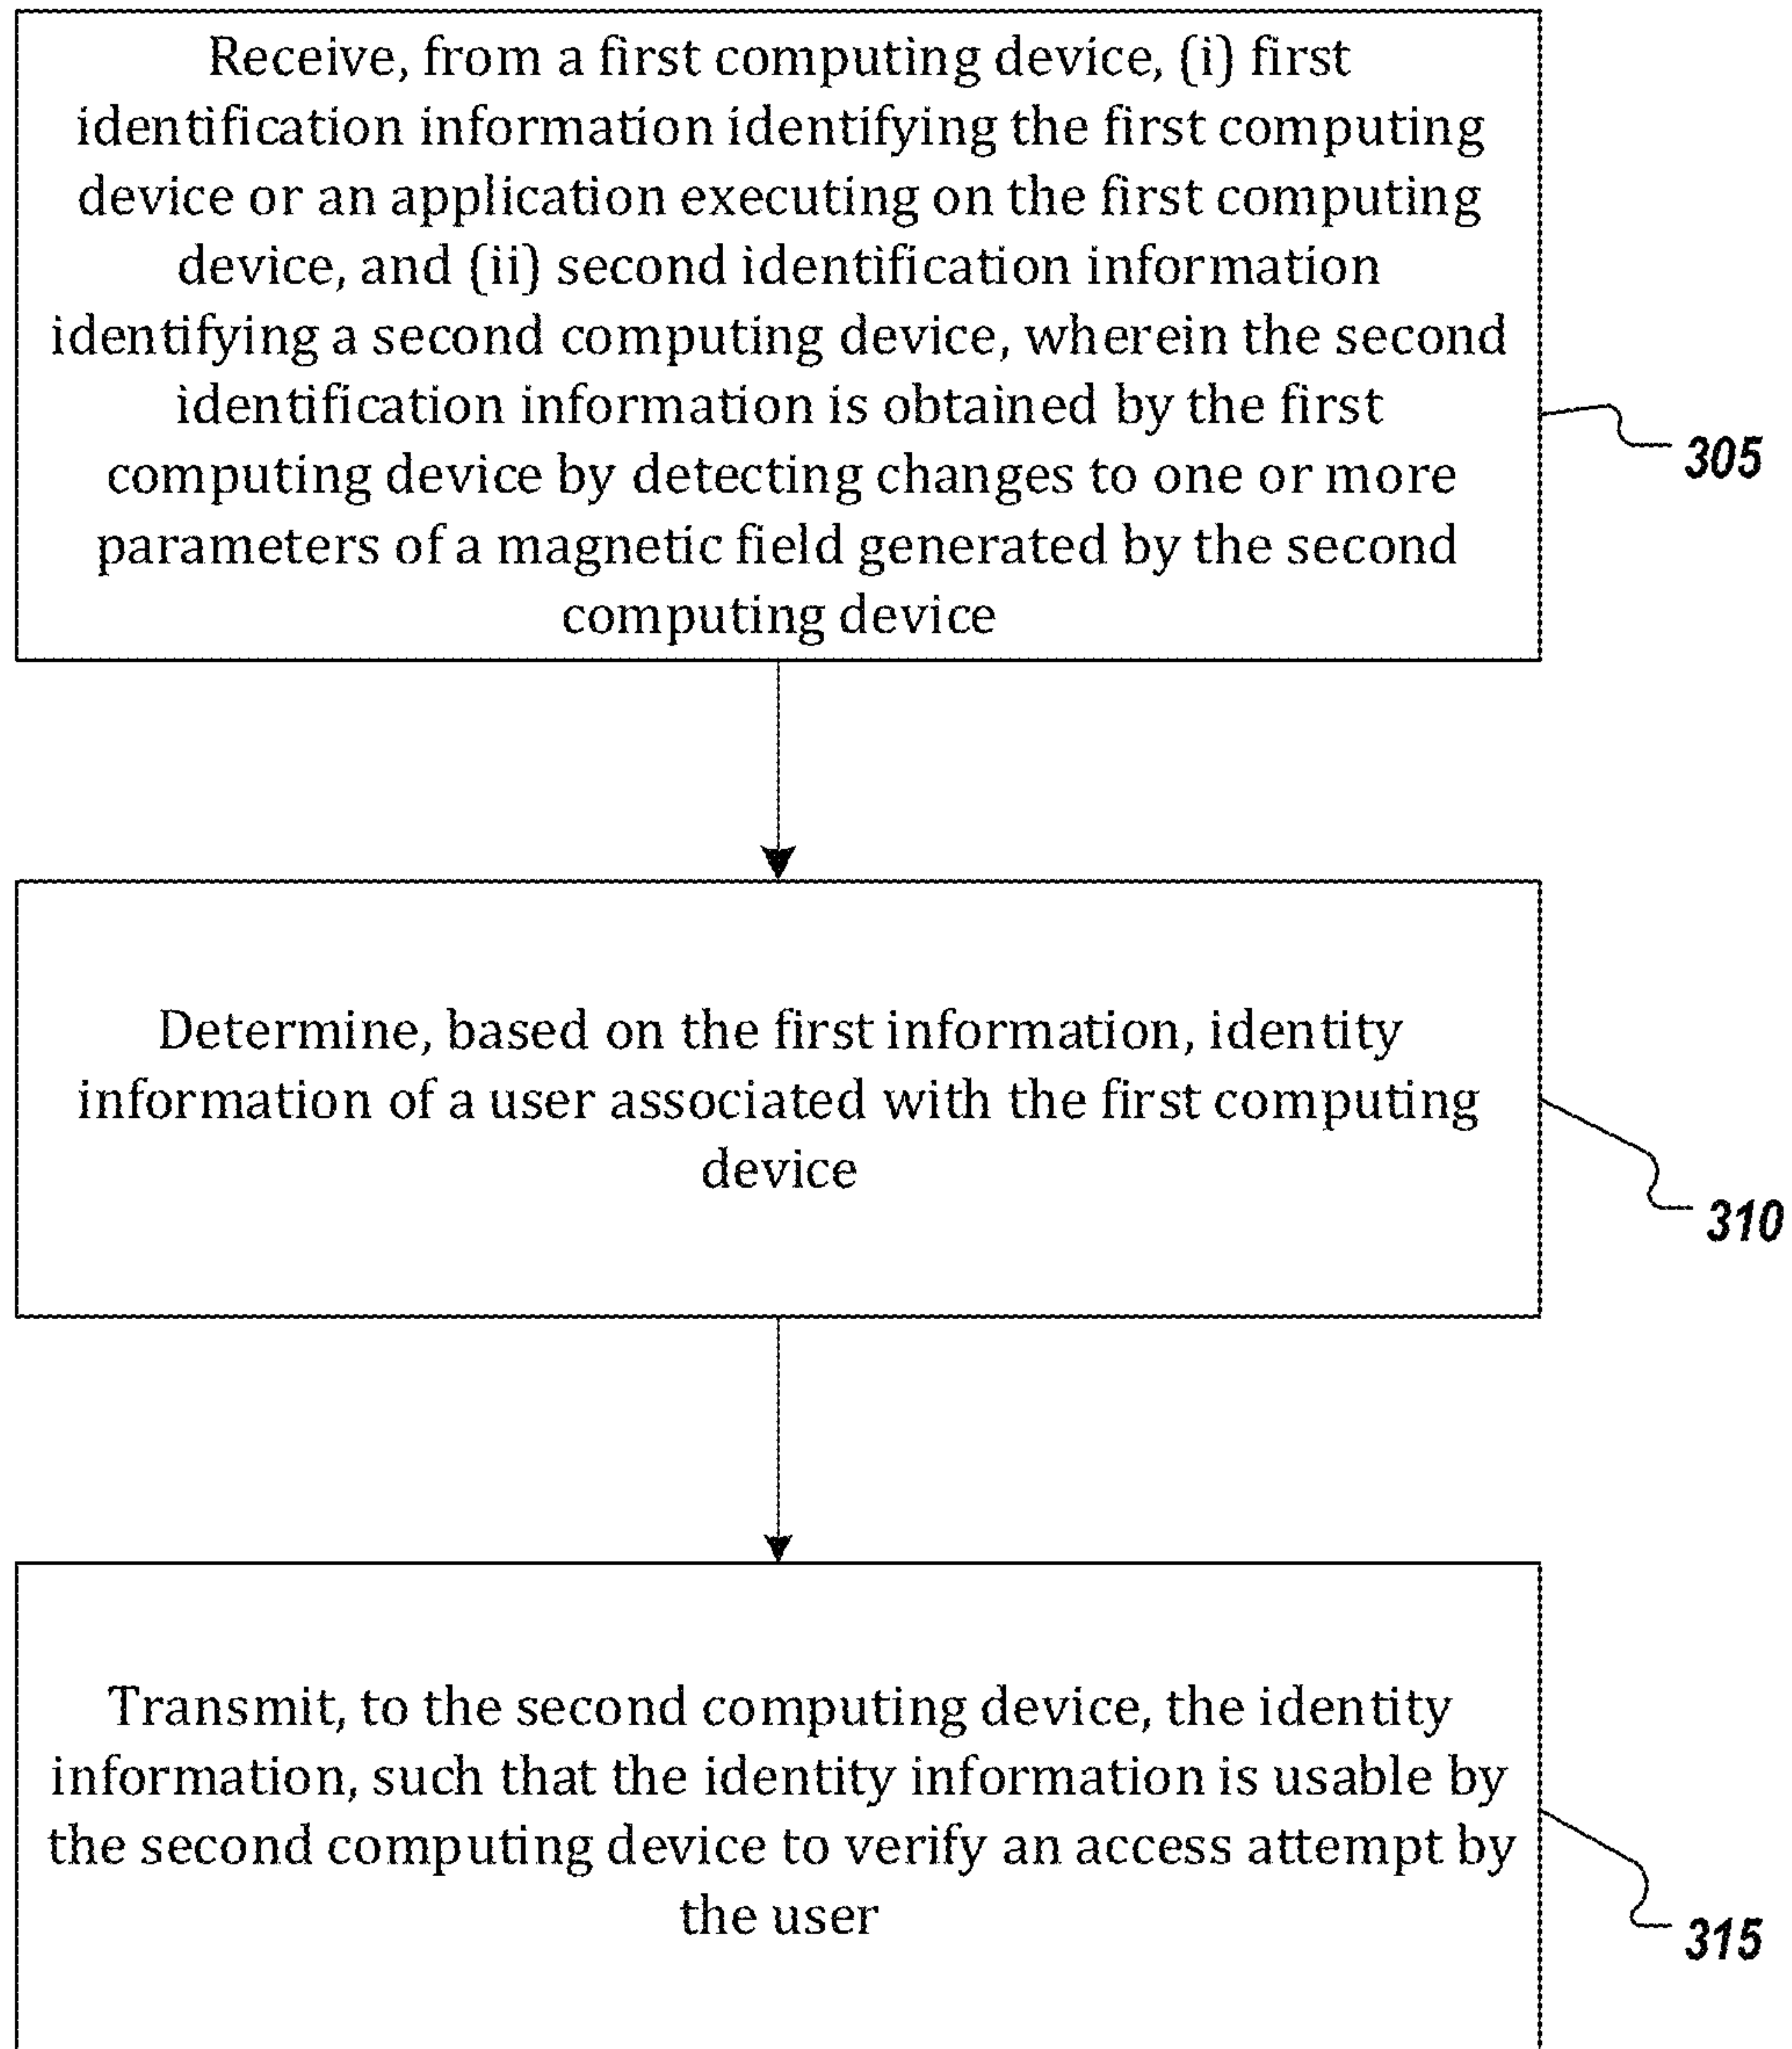 Receive, from a first computing device, (i) first
identification information identifying the first computing
device or an application executing on the first computing
device, and (ii) second identification information
identifying a second computing device, wherein the second
identification information is obtained by the first
computing device by detecting changes to one or more
parameters of a magnetic field generated by the second
computing device
305
Determine, based on the first information, identity
information of a user associated with the first computing
device
310
Transmit, to the second computing device, the identity
information, such that the identity information is usable by
the second computing device to verify an access attempt by
the user
315